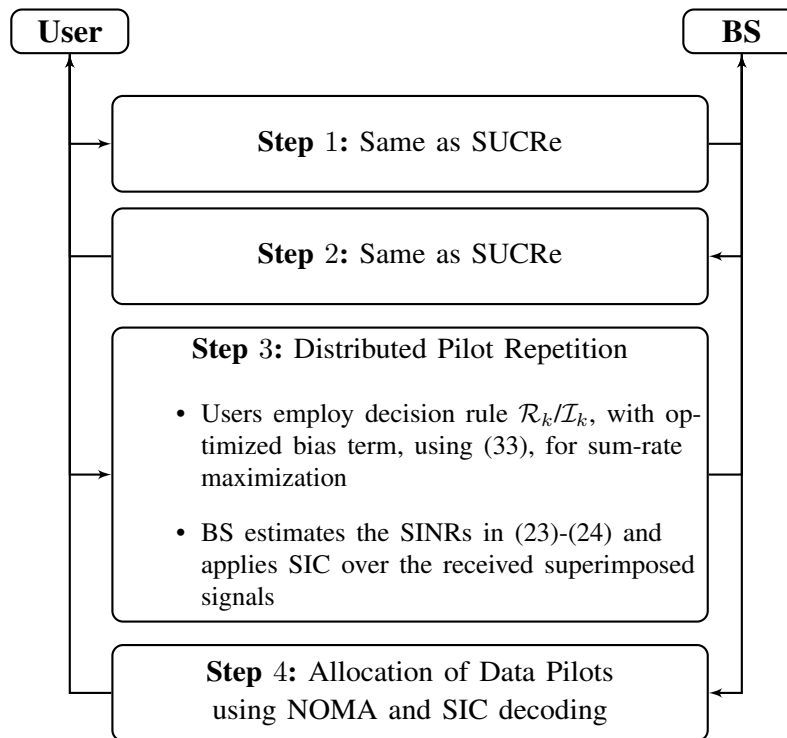 User
BS
Step 1: Same as SUCRe
Step 2: Same as SUCRe
Step 3: Distributed Pilot Repetition
• Users employ decision rule ℛₖ/ℐₖ, with op-
timized bias term, using (33), for sum-rate
maximization
• BS estimates the SINRs in (23)-(24) and
applies SIC over the received superimposed
signals
Step 4: Allocation of Data Pilots
using NOMA and SIC decoding